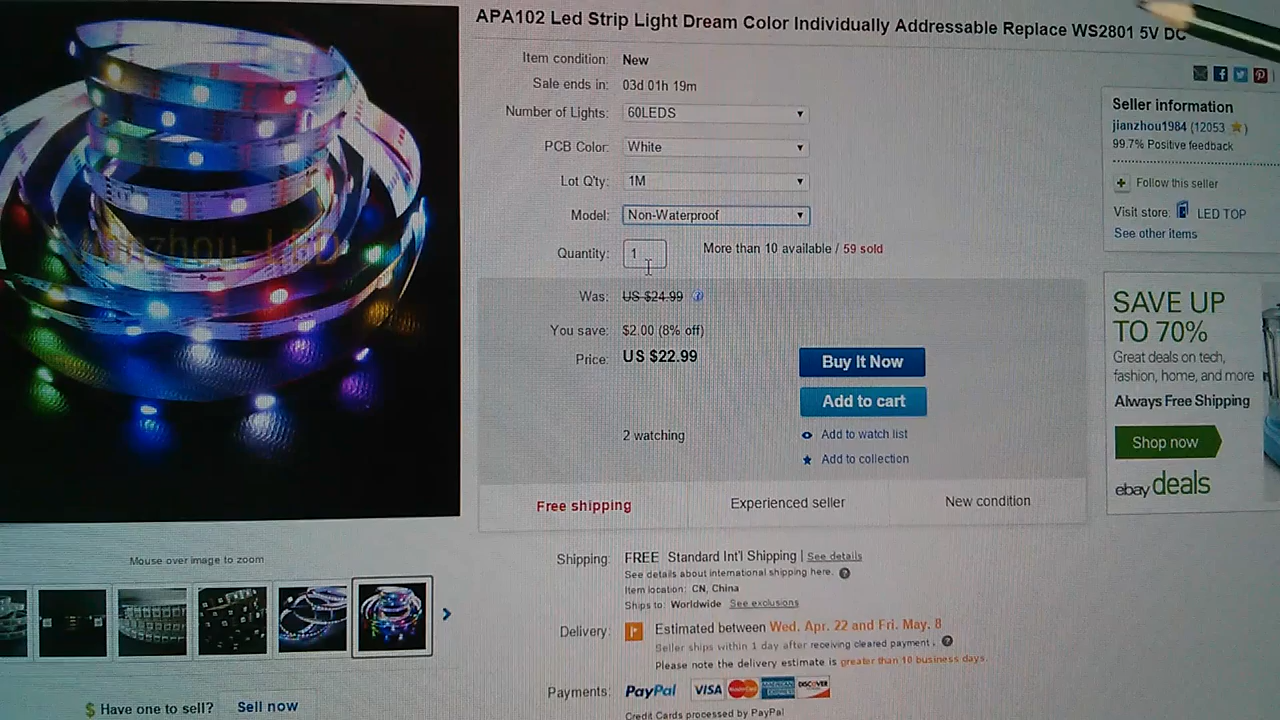 APA102 Led Strip Light Dream Color Individually Addressable Replace WS2801 5V DC
Item condition: New
Sale ends in: 03d 01h 19m
Number of Lights: 60LEDS
PCB Color: White
Lot Q'ty: 1M
Model: Non-Waterproof
Quantity: 1 More than 10 available / 59 sold
Was: US $24.99
You save: $2.00 (8% off)
Price: US $22.99
Buy It Now
Add to cart
2 watching
Add to watch list
Add to collection
Free shipping Experienced seller New condition
Shipping: FREE Standard Int'l Shipping | See details
See details about international shipping here.
Item location: CN, China
Ships to: Worldwide See exclusions
Delivery: Estimated between Wed. Apr. 22 and Fri. May. 8
Seller ships within 1 day after receiving cleared payment.
Please note the delivery estimate is greater than 10 business days.
Payments: PayPal VISA MasterCard AMERICAN EXPRESS DISCOVER
Credit Cards processed by PayPal
Seller information
jianzhou1984 (12053)
99.7% Positive feedback
Follow this seller
Visit store: LED TOP
See other items
SAVE UP
TO 70%
Great deals on tech,
fashion, home, and more
Always Free Shipping
Shop now
ebay deals
Mouse over image to zoom
$ Have one to sell? Sell now